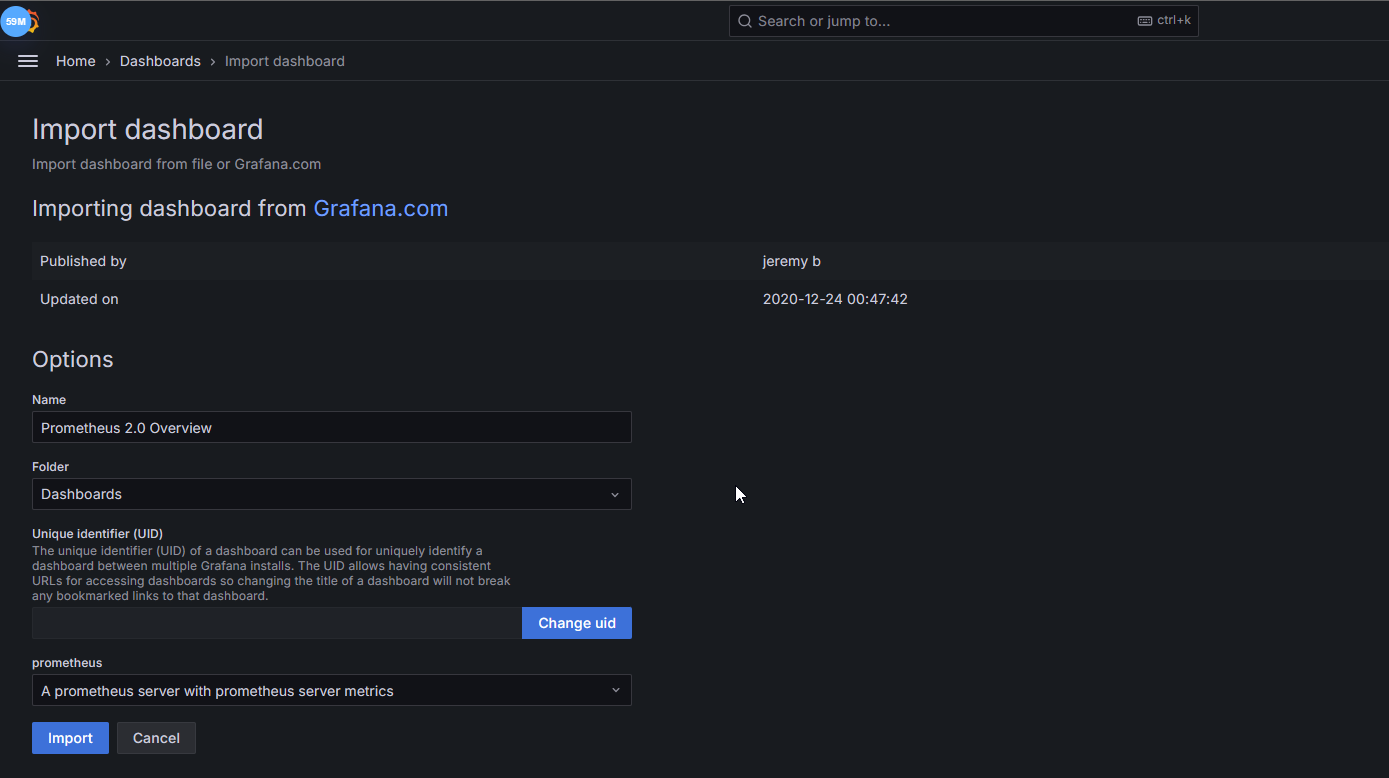 59M
Search or jump to...
ctrl+k
Home › Dashboards › Import dashboard
Import dashboard
Import dashboard from file or Grafana.com
Importing dashboard from Grafana.com
Published by jeremy b
Updated on 2020-12-24 00:47:42
Options
Name
Prometheus 2.0 Overview
Folder
Dashboards
Unique identifier (UID)
The unique identifier (UID) of a dashboard can be used for uniquely identify a
dashboard between multiple Grafana installs. The UID allows having consistent
URLs for accessing dashboards so changing the title of a dashboard will not break
any bookmarked links to that dashboard.
Change uid
prometheus
A prometheus server with prometheus server metrics
Import Cancel